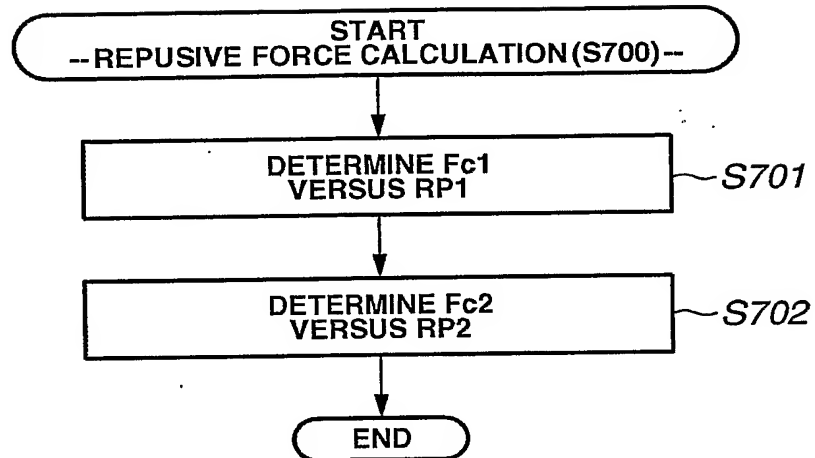 START
--REPUSIVE FORCE CALCULATION(S700)--
DETERMINE Fc1
VERSUS RP1
S701
DETERMINE Fc2
VERSUS RP2
S702
END